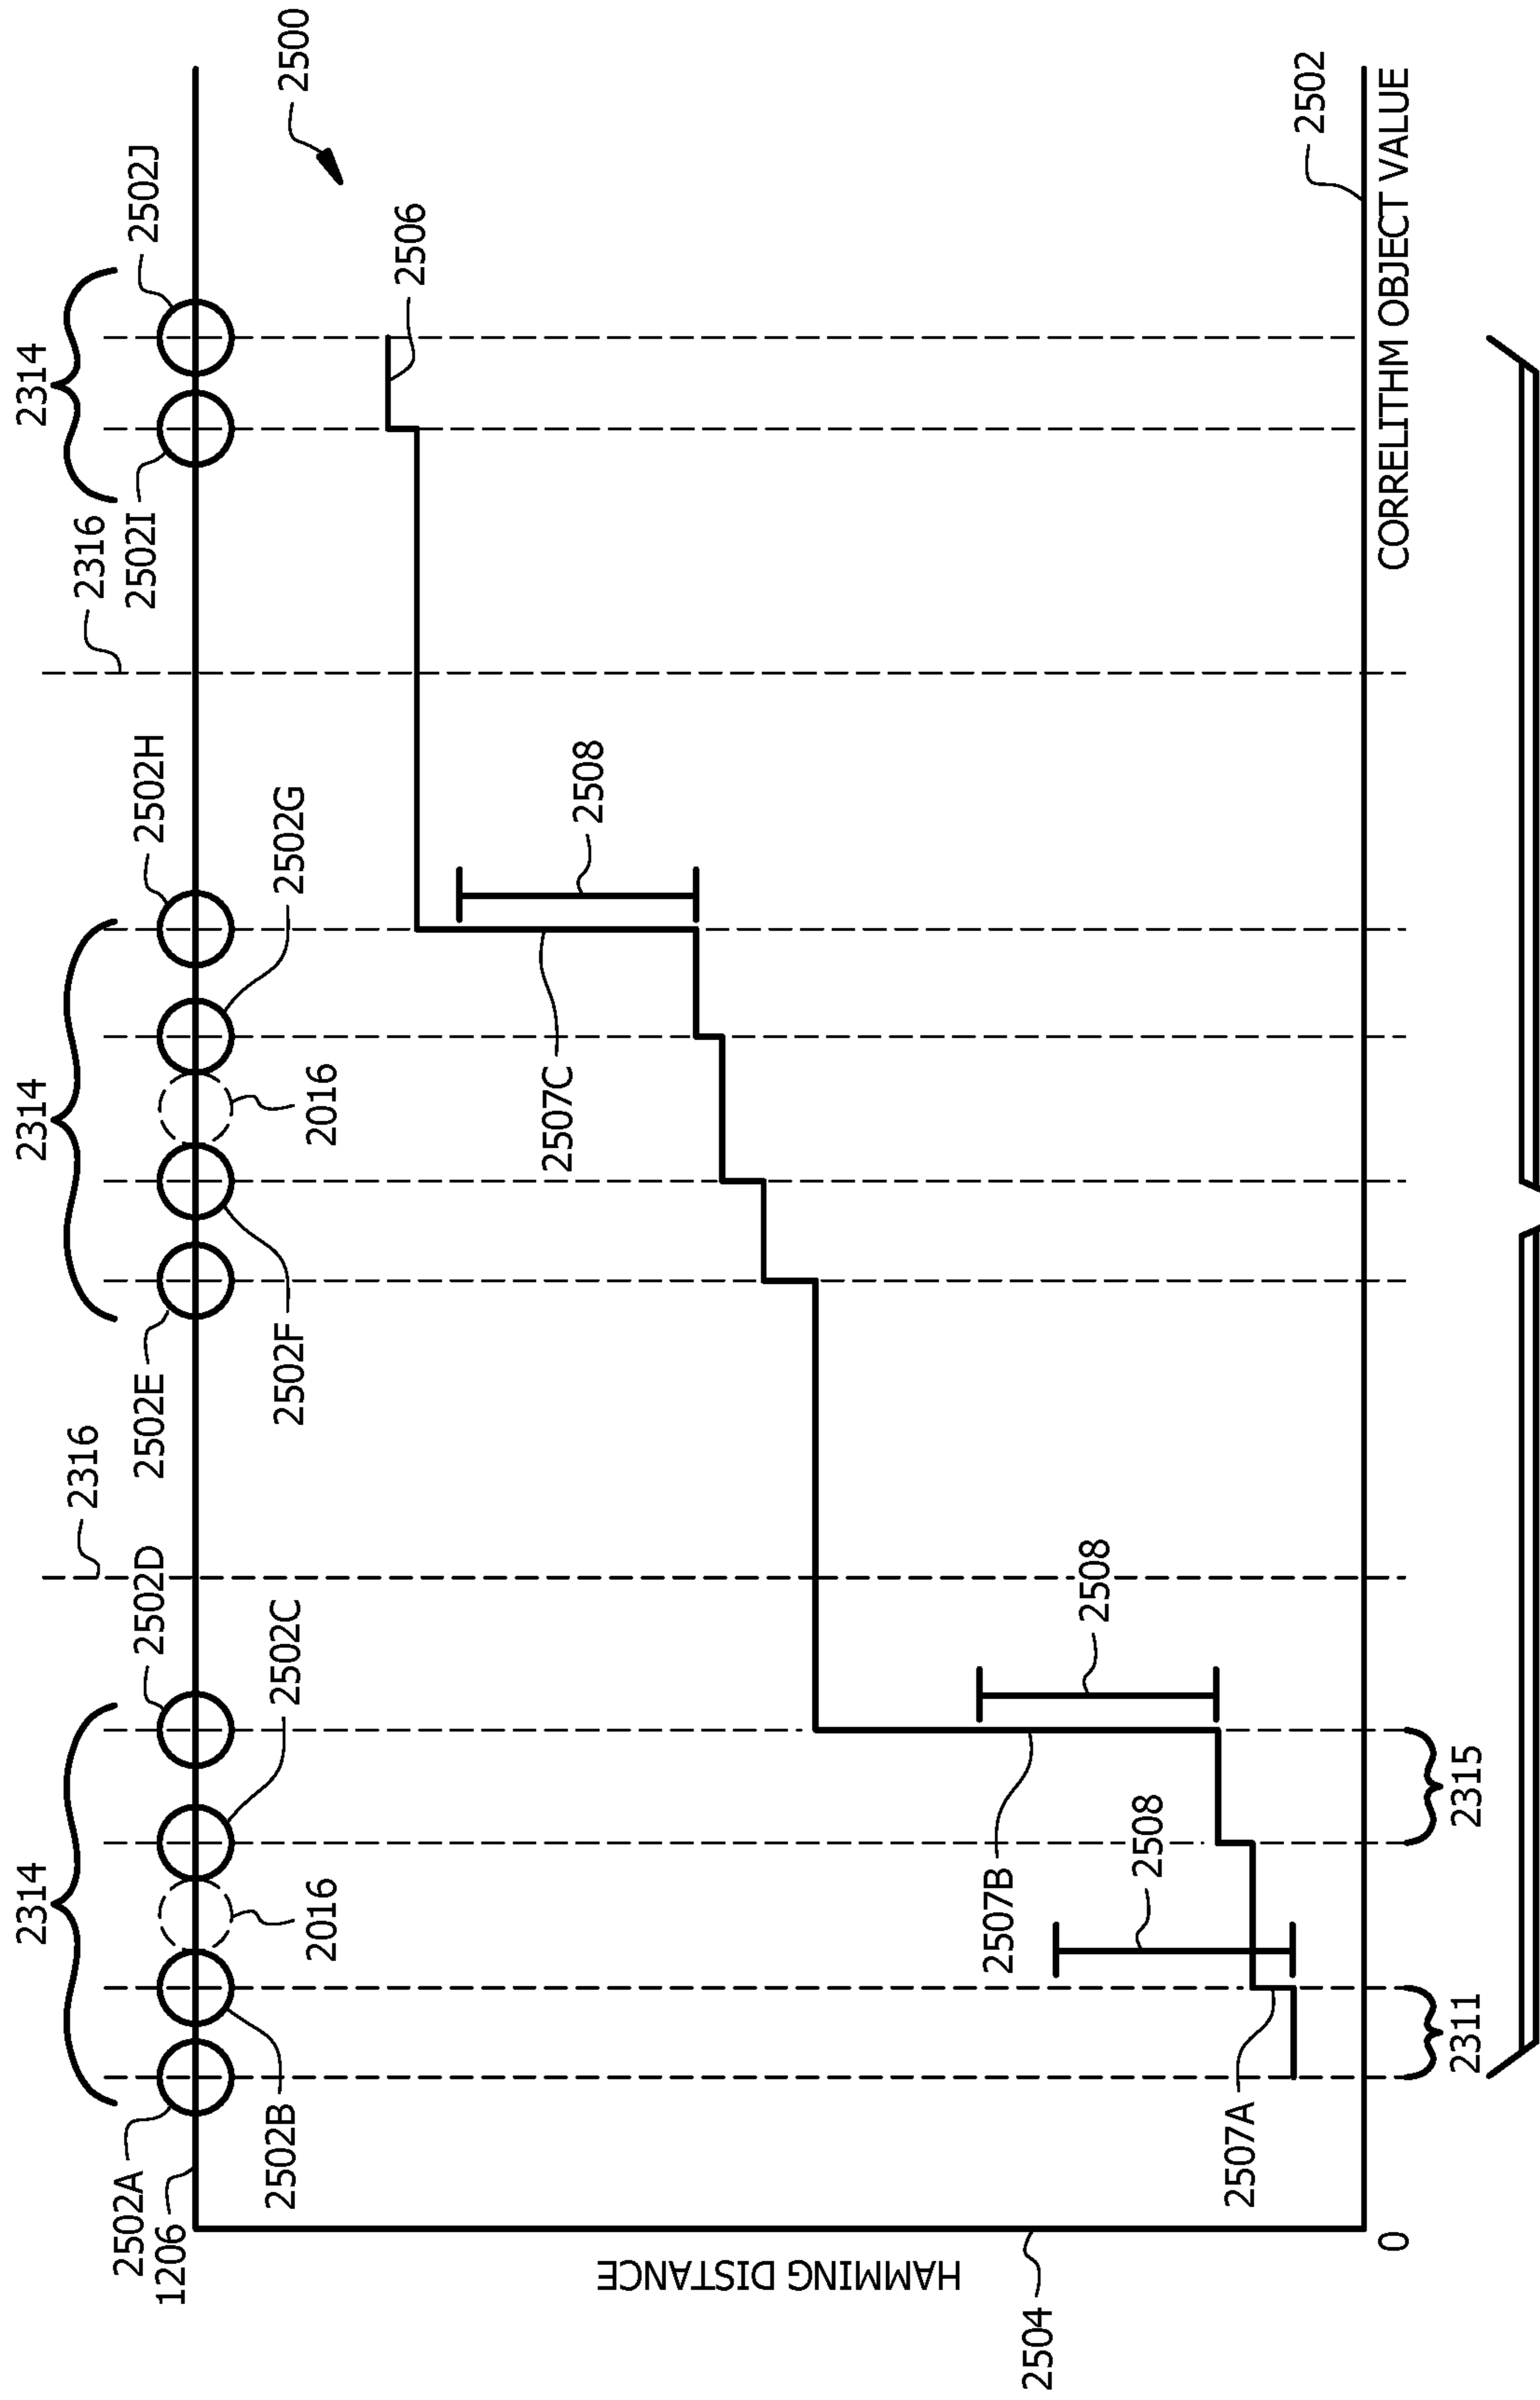 2314
2314
2314
2316
2316
2502A
1206
2502B
2016
2502C
2502D
2502E
2502F
2016
2502G
2502H
2502I
2502J
2500
2506
2508
2507C
2508
2507B
2508
2507A
HAMMING DISTANCE
2504
0
2502
CORRELITHM OBJECT VALUE
2311
2315